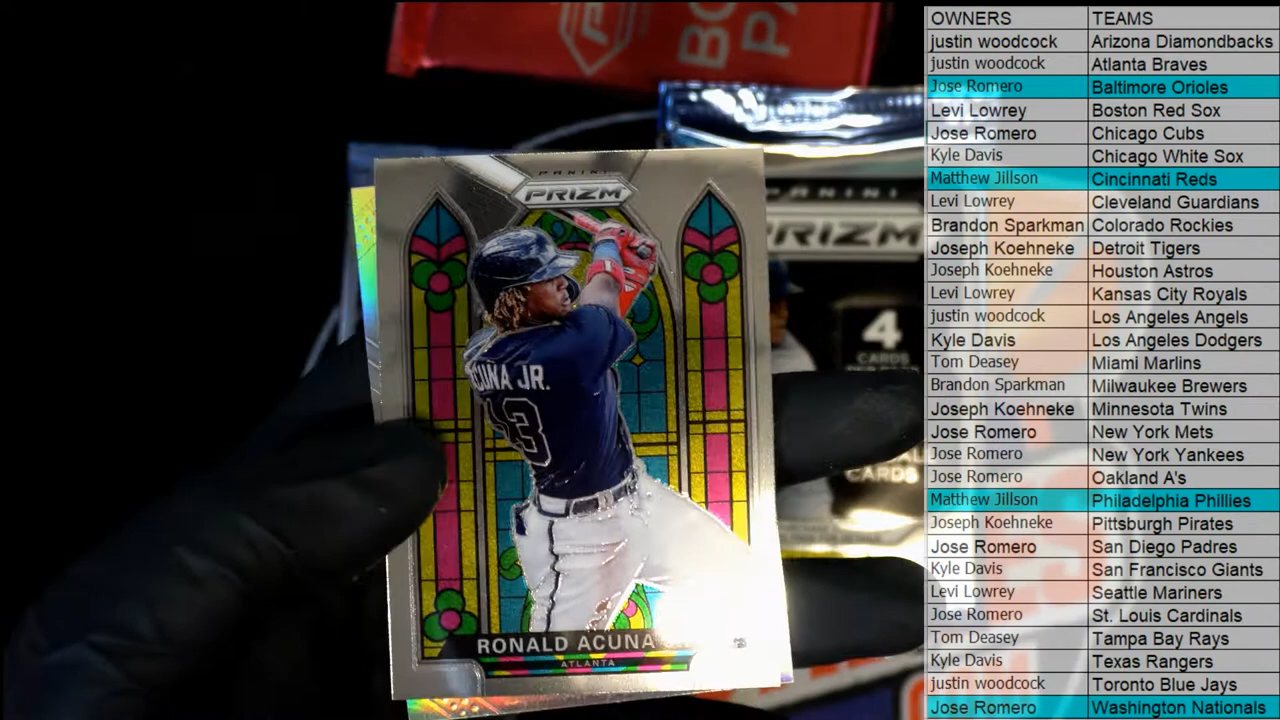 BO
PA
PANINI
PRIZM
PANINI
PRIZM
4
CARDS
CARDS
CUNA JR.
13
RONALD ACUNA
ATLANTA
OWNERS TEAMS
justin woodcock Arizona Diamondbacks
justin woodcock Atlanta Braves
Jose Romero Baltimore Orioles
Levi Lowrey Boston Red Sox
Jose Romero Chicago Cubs
Kyle Davis Chicago White Sox
Matthew Jillson Cincinnati Reds
Levi Lowrey Cleveland Guardians
Brandon Sparkman Colorado Rockies
Joseph Koehneke Detroit Tigers
Joseph Koehneke Houston Astros
Levi Lowrey Kansas City Royals
justin woodcock Los Angeles Angels
Kyle Davis Los Angeles Dodgers
Tom Deasey Miami Marlins
Brandon Sparkman Milwaukee Brewers
Joseph Koehneke Minnesota Twins
Jose Romero New York Mets
Jose Romero New York Yankees
Jose Romero Oakland A's
Matthew Jillson Philadelphia Phillies
Joseph Koehneke Pittsburgh Pirates
Jose Romero San Diego Padres
Kyle Davis San Francisco Giants
Levi Lowrey Seattle Mariners
Jose Romero St. Louis Cardinals
Tom Deasey Tampa Bay Rays
Kyle Davis Texas Rangers
justin woodcock Toronto Blue Jays
Jose Romero Washington Nationals